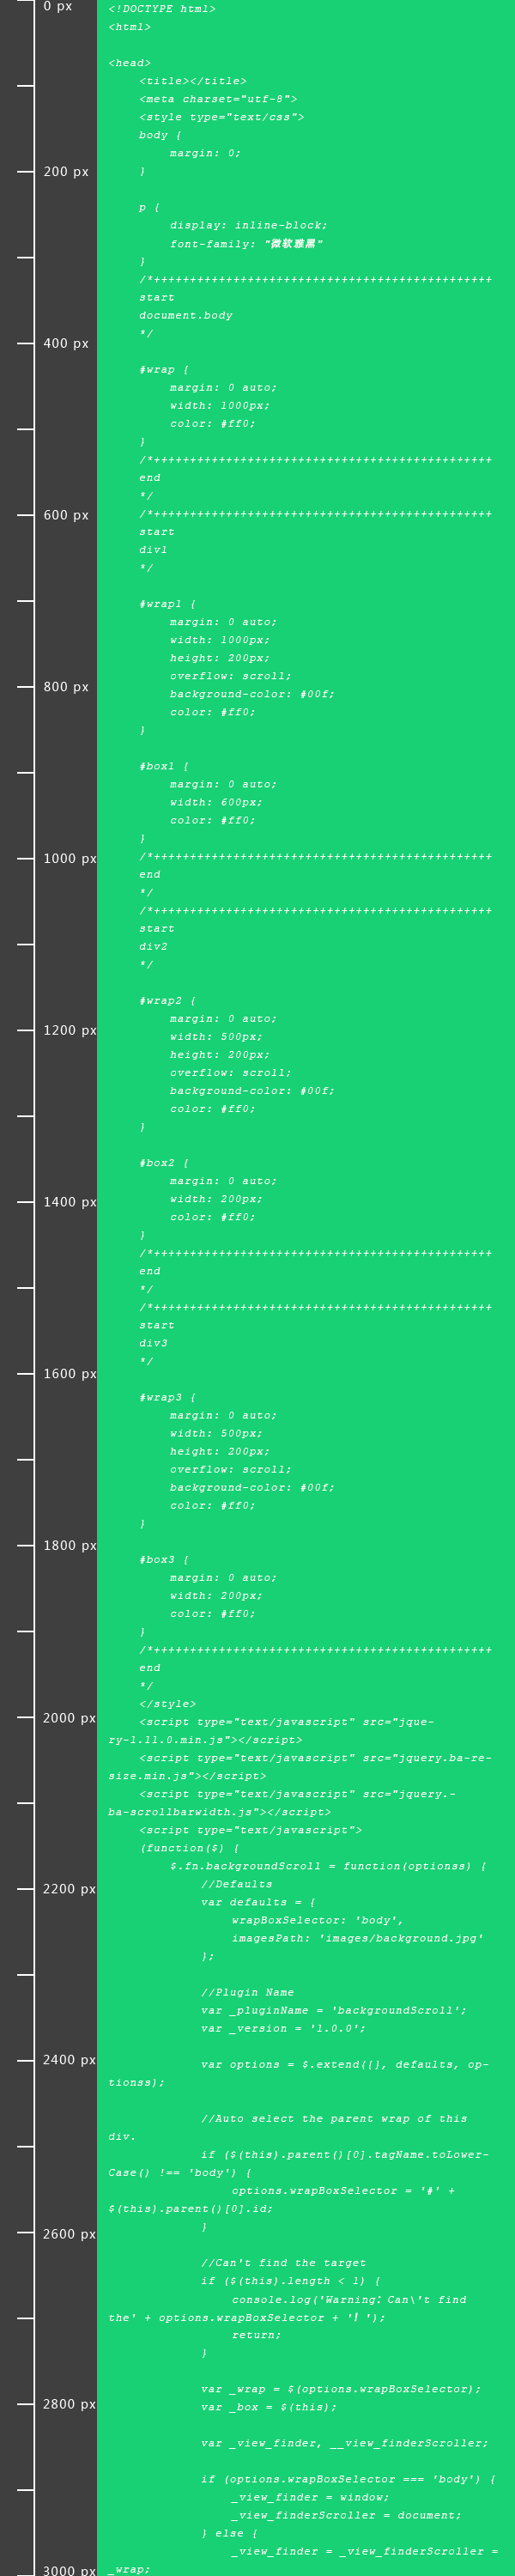 0 px
<!DOCTYPE html>
<html>
<head>
<title></title>
<meta charset="utf-8">
<style type="text/css">
body {
margin: 0;
200 px
}
p {
display: inline-block;
font-family: "微软雅黑"
}
/*+++++++++++++++++++++++++++++++++++++++++++++++
start
document.body
*/
400 px
#wrap {
margin: 0 auto;
width: 1000px;
color: #ff0;
}
/*+++++++++++++++++++++++++++++++++++++++++++++++
end
*/
600 px
/*+++++++++++++++++++++++++++++++++++++++++++++++
start
div1
*/
#wrap1 {
margin: 0 auto;
width: 1000px;
height: 200px;
overflow: scroll;
800 px
background-color: #00f;
color: #ff0;
}
#box1 {
margin: 0 auto;
width: 600px;
color: #ff0;
}
1000 px
/*+++++++++++++++++++++++++++++++++++++++++++++++
end
*/
/*+++++++++++++++++++++++++++++++++++++++++++++++
start
div2
*/
#wrap2 {
margin: 0 auto;
1200 px
width: 500px;
height: 200px;
overflow: scroll;
background-color: #00f;
color: #ff0;
}
#box2 {
margin: 0 auto;
1400 px
width: 200px;
color: #ff0;
}
/*+++++++++++++++++++++++++++++++++++++++++++++++
end
*/
/*+++++++++++++++++++++++++++++++++++++++++++++++
start
div3
*/
1600 px
#wrap3 {
margin: 0 auto;
width: 500px;
height: 200px;
overflow: scroll;
background-color: #00f;
color: #ff0;
}
1800 px
#box3 {
margin: 0 auto;
width: 200px;
color: #ff0;
}
/*+++++++++++++++++++++++++++++++++++++++++++++++
end
*/
</style>
2000 px
<script type="text/javascript" src="jque-
ry-1.11.0.min.js"></script>
<script type="text/javascript" src="jquery.ba-re-
size.min.js"></script>
<script type="text/javascript" src="jquery.-
ba-scrollbarwidth.js"></script>
<script type="text/javascript">
(function($) {
$.fn.backgroundScroll = function(optionss) {
//Defaults
2200 px
var defaults = {
wrapBoxSelector: 'body',
imagesPath: 'images/background.jpg'
};
//Plugin Name
var _pluginName = 'backgroundScroll';
var _version = '1.0.0';
2400 px
var options = $.extend({}, defaults, op-
tionss);
//Auto select the parent wrap of this
div.
if ($(this).parent()[0].tagName.toLower-
Case() !== 'body') {
options.wrapBoxSelector = '#' +
$(this).parent()[0].id;
}
2600 px
//Can't find the target
if ($(this).length < 1) {
console.log('Warning：Can\'t find
the' + options.wrapBoxSelector + '！');
return;
}
var _wrap = $(options.wrapBoxSelector);
2800 px
var _box = $(this);
var _view_finder, __view_finderScroller;
if (options.wrapBoxSelector === 'body') {
_view_finder = window;
_view_finderScroller = document;
} else {
_view_finder = _view_finderScroller =
3000 px
_wrap;